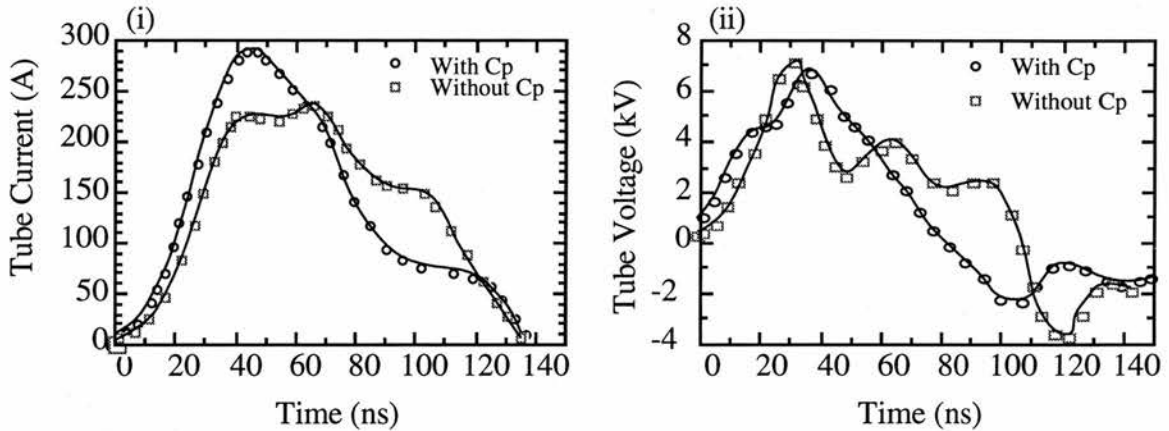 (i)
300
250
200
150
100
50
0
Tube Current (A)
With Cp
Without Cp
0 20 40 60 80 100 120 140
Time (ns)
(ii)
8
6
4
2
0
-2
-4
Tube Voltage (kV)
With Cp
Without Cp
0 20 40 60 80 100 120 140
Time (ns)